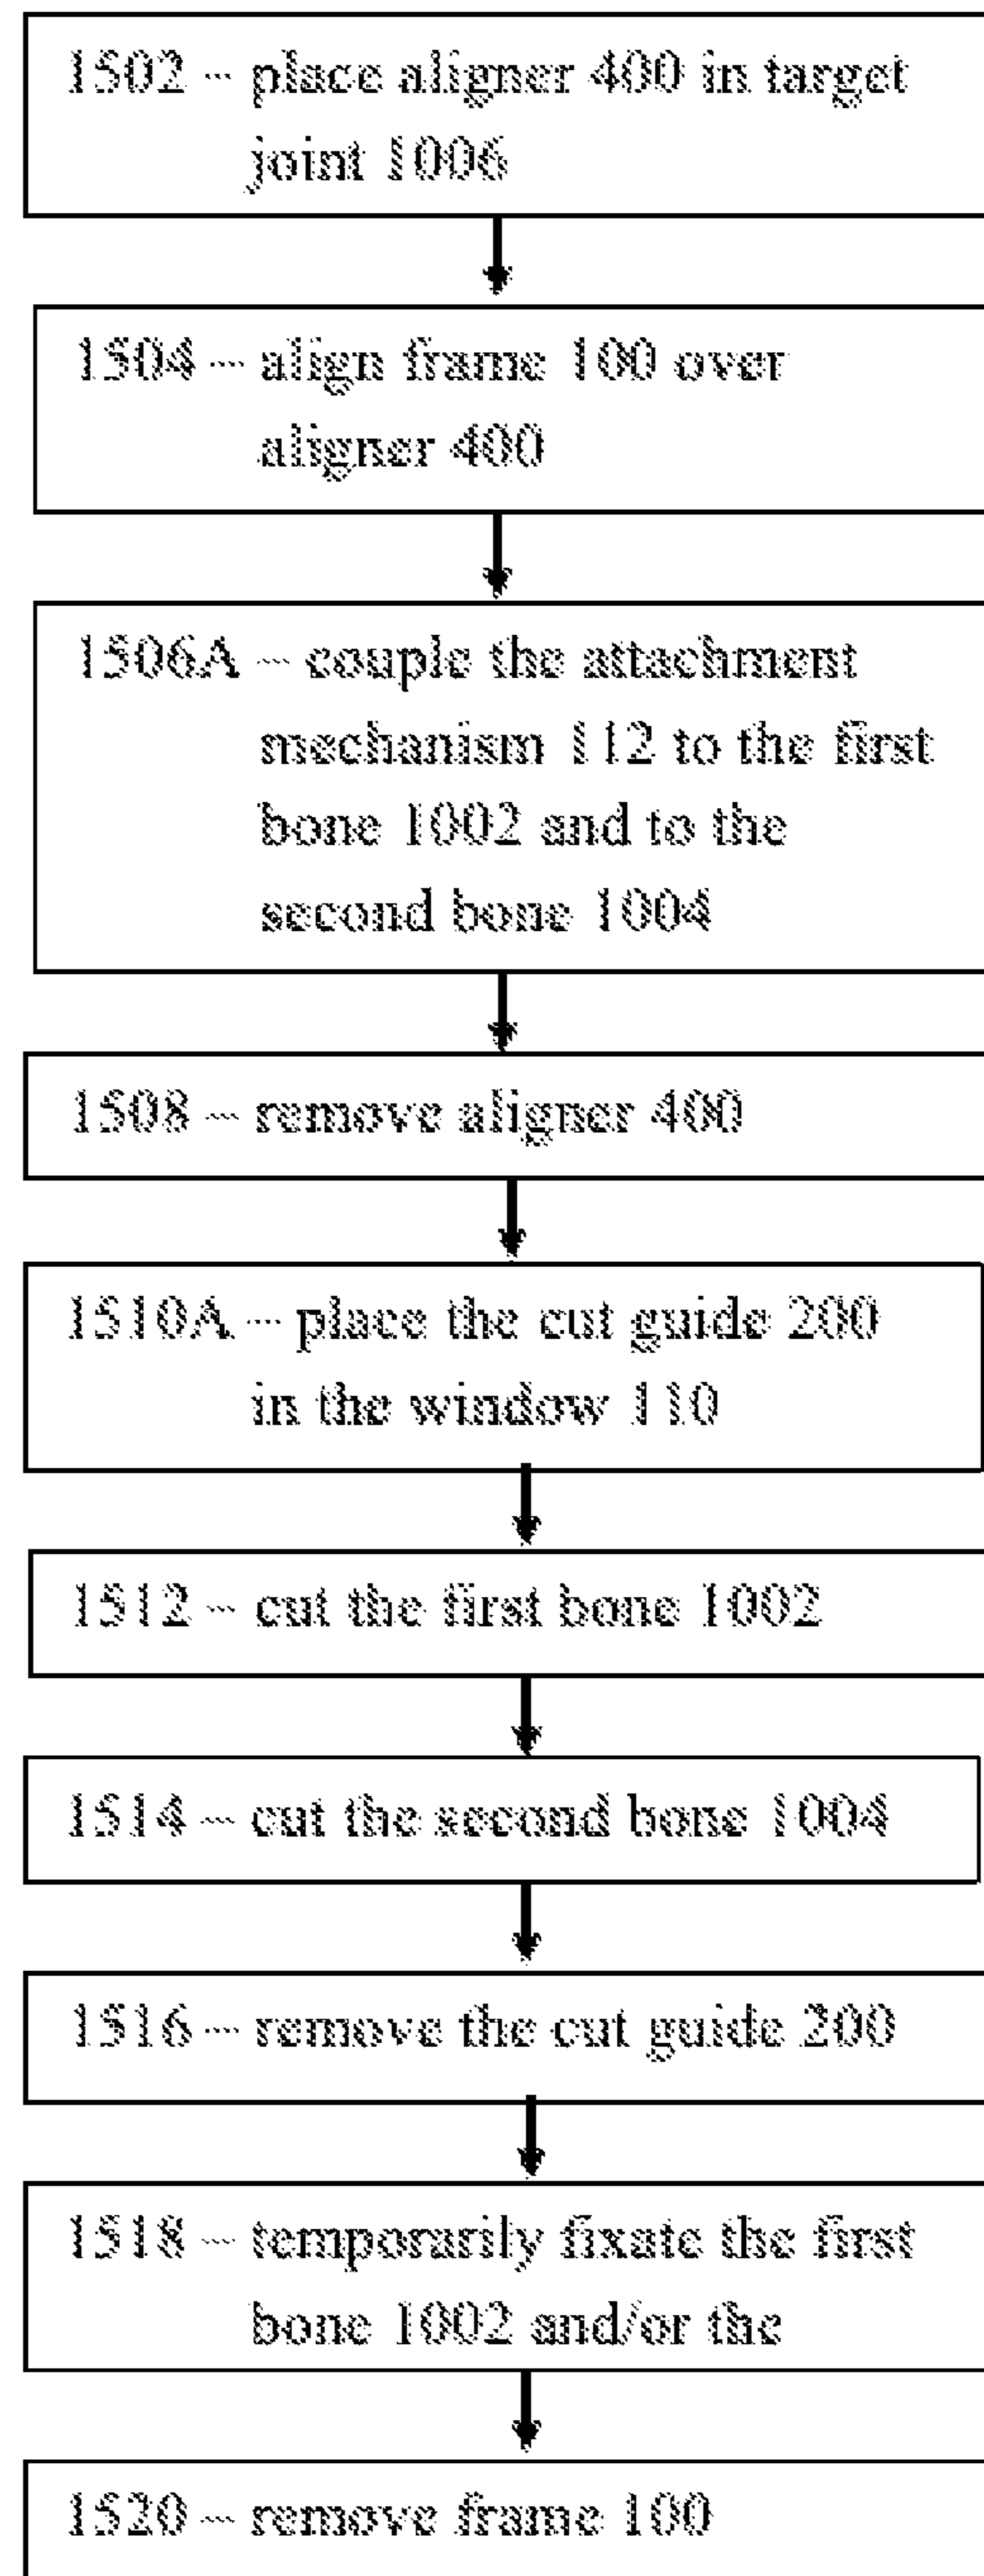 1502 – place aligner 400 in target
joint 1006
1504 – align frame 100 over
aligner 400
1506A – couple the attachment
mechanism 112 to the first
bone 1002 and to the
second bone 1004
1508 – remove aligner 400
1510A – place the cut guide 200
in the window 110
1512 – cut the first bone 1002
1514 – cut the second bone 1004
1516 – remove the cut guide 200
1518 – temporarily fixate the first
bone 1002 and/or the
1520 – remove frame 100